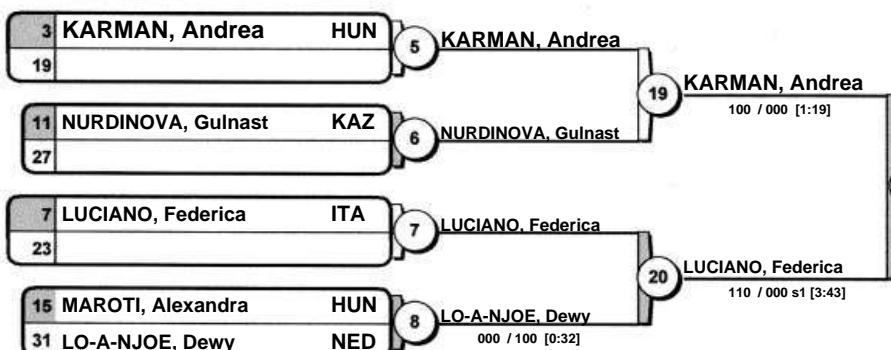 3 KARMAN, Andrea HUN
19
5
KARMAN, Andrea
19
KARMAN, Andrea
100 / 000 [1:19]
11 NURDINOVA, Gulnast KAZ
27
6
NURDINOVA, Gulnast
7 LUCIANO, Federica ITA
23
7
LUCIANO, Federica
20
LUCIANO, Federica
110 / 000 s1 [3:43]
15 MAROTI, Alexandra HUN
31 LO-A-NJOE, Dewy NED
8
LO-A-NJOE, Dewy
000 / 100 [0:32]